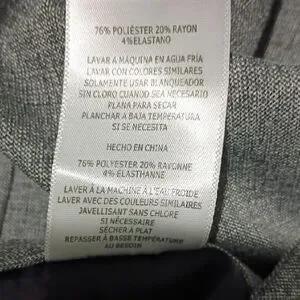 76% POLIÉSTER 20% RAYON
4% ELASTANO
LAVAR A MÁQUINA EN AGUA FRÍA
LAVAR CON COLORES SIMILARES
SOLAMENTE USAR BLANQUEADOR
SIN CLORO CUANDO SEA NECESARIO
PLANA PARA SECAR
PLANCHAR A BAJA TEMPERATURA
SI SE NECESITA
HECHO EN CHINA
76% POLYESTER 20% RAYONNE
4% ELASTHANNE
LAVER À LA MACHINE À L'EAU FROIDE
LAVER AVEC DES COULEURS SIMILAIRES
JAVELLISANT SANS CHLORE
SI NÉCESSAIRE
SÉCHER À PLAT
REPASSER À BASSE TEMPÉRATURE
AU BESOIN